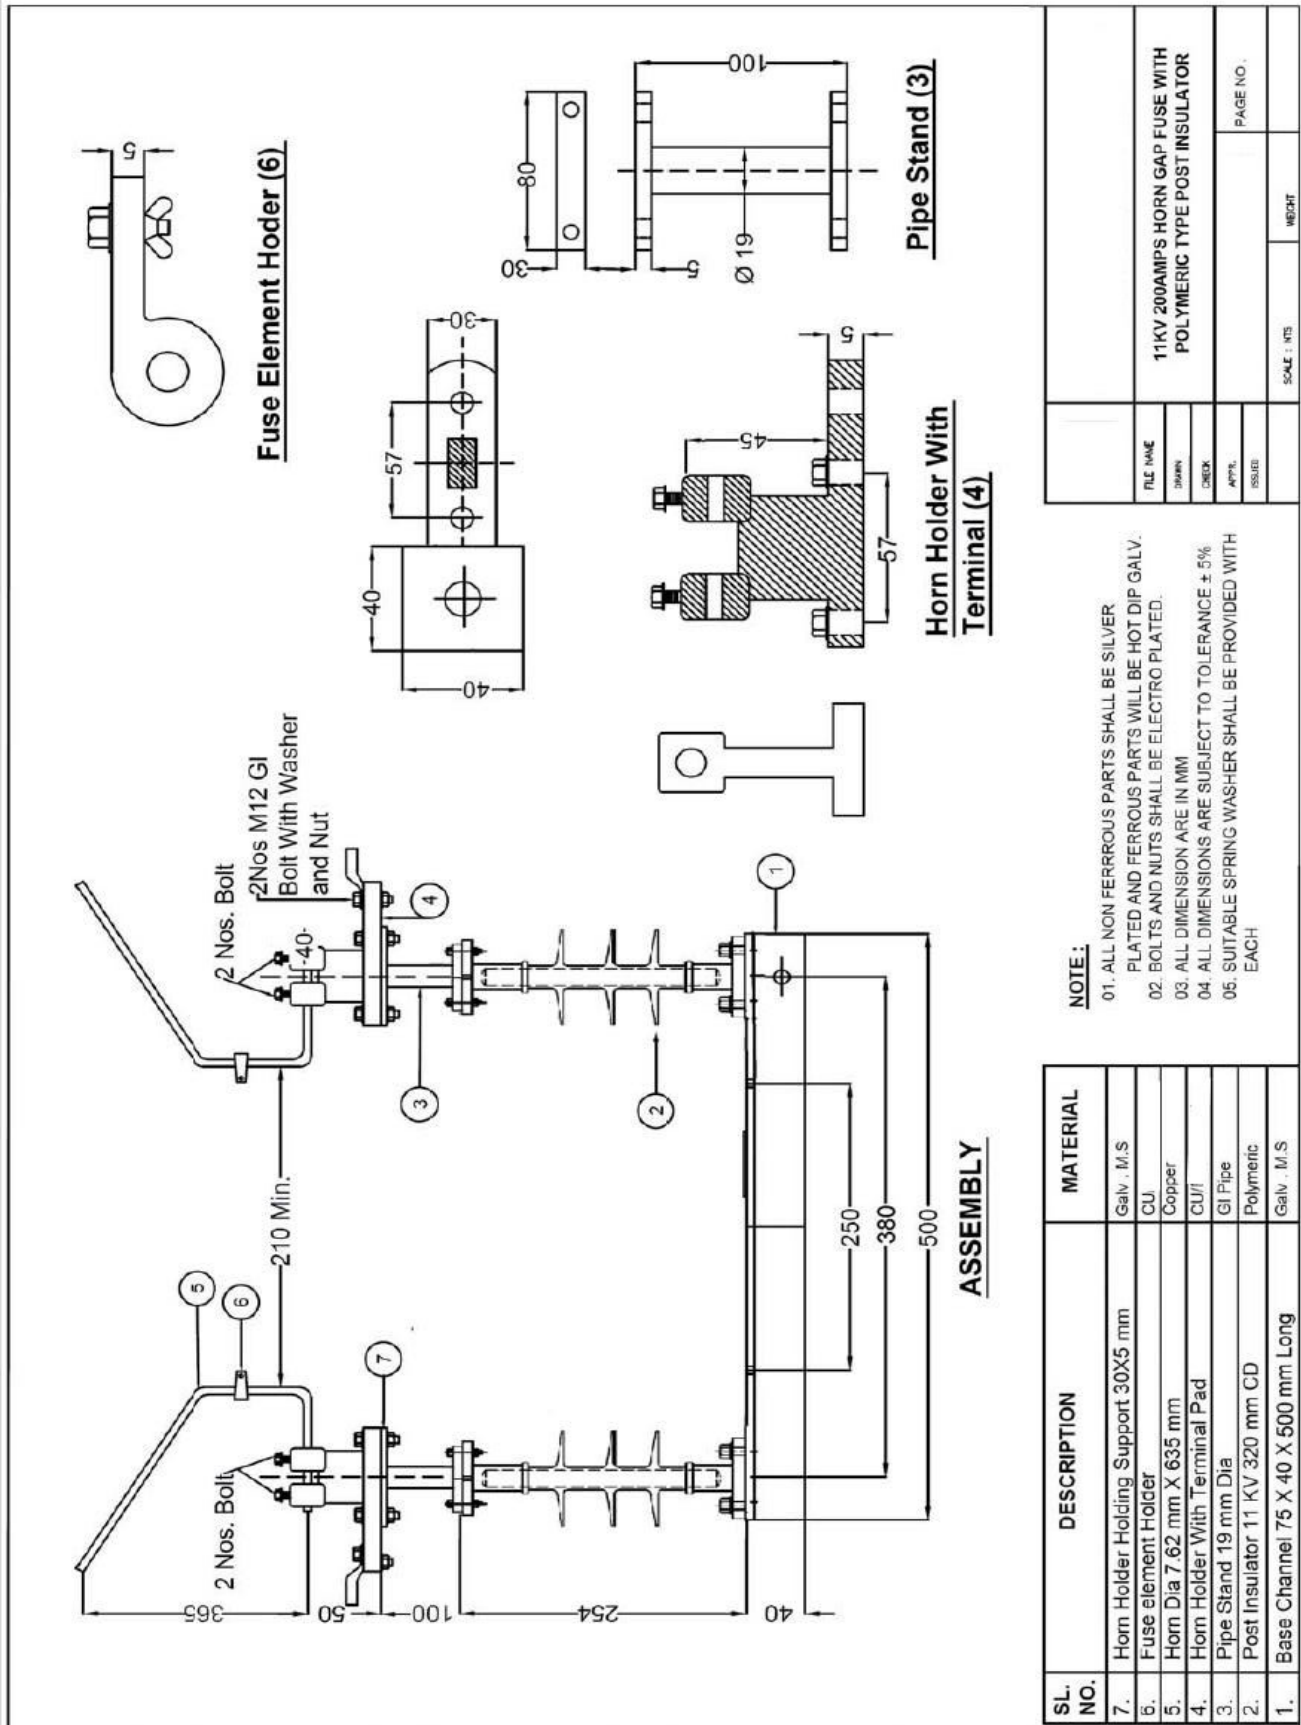 2 Nos. Bolt
2 Nos. Bolt
2Nos M12 GI
Bolt With Washer
and Nut
40
210 Min.
365
50
100
254
40
250
380
500
1
2
3
4
5
6
7
ASSEMBLY
5
Fuse Element Hoder (6)
40
57
30
40
45
5
57
Horn Holder With
Terminal (4)
80
30
5
Ø 19
100
Pipe Stand (3)
SL. NO.
DESCRIPTION
MATERIAL
7. Horn Holder Holding Support 30X5 mm Galv . M.S
6. Fuse element Holder CU
5. Horn Dia 7.62 mm X 635 mm Copper
4. Horn Holder With Terminal Pad CU/I
3. Pipe Stand 19 mm Dia GI Pipe
2. Post Insulator 11 KV 320 mm CD Polymeric
1. Base Channel 75 X 40 X 500 mm Long Galv . M.S
NOTE :
01. ALL NON FERRROUS PARTS SHALL BE SILVER
PLATED AND FERROUS PARTS WILL BE HOT DIP GALV.
02. BOLTS AND NUTS SHALL BE ELECTRO PLATED.
03. ALL DIMENSION ARE IN MM
04. ALL DIMENSIONS ARE SUBJECT TO TOLERANCE ± 5%
05. SUITABLE SPRING WASHER SHALL BE PROVIDED WITH
EACH
FILE NAME
DRAWN
CHECK
APPR.
ISSUED
11KV 200AMPS HORN GAP FUSE WITH
POLYMERIC TYPE POST INSULATOR
PAGE NO.
SCALE : NTS
WEIGHT